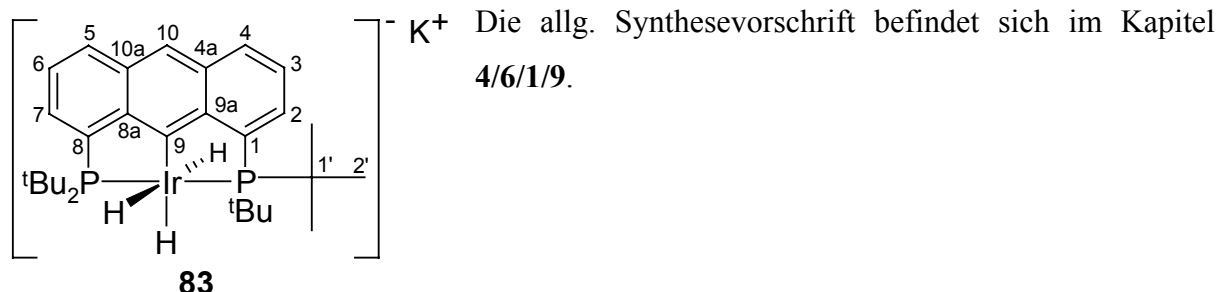 - K+ Die allg. Synthesevorschrift befindet sich im Kapitel
4/6/1/9.
5 10 4
10a 4a
6 3
9a
7 2
8a
8 9 1
H 1' 2'
tBu2P Ir P
H tBu
H
83